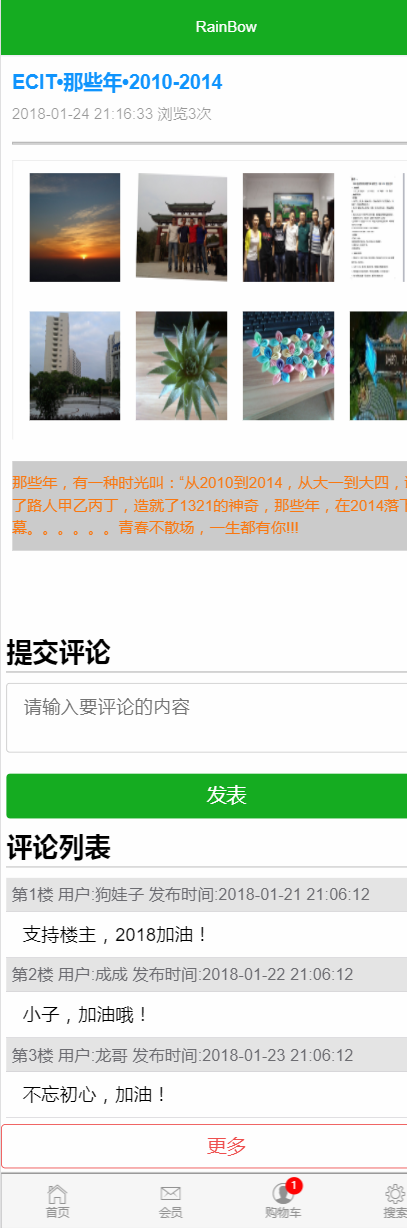 RainBow
ECIT•那些年•2010-2014
2018-01-24 21:16:33 浏览3次
那些年，有一种时光叫：“从2010到2014，从大一到大四，
了路人甲乙丙丁，造就了1321的神奇，那些年，在2014落下
幕。。。。。。青春不散场，一生都有你!!!
提交评论
请输入要评论的内容
发表
评论列表
第1楼 用户:狗娃子 发布时间:2018-01-21 21:06:12
支持楼主，2018加油！
第2楼 用户:成成 发布时间:2018-01-22 21:06:12
小子，加油哦！
第3楼 用户:龙哥 发布时间:2018-01-23 21:06:12
不忘初心，加油！
更多
1
首页 会员 购物车 搜索